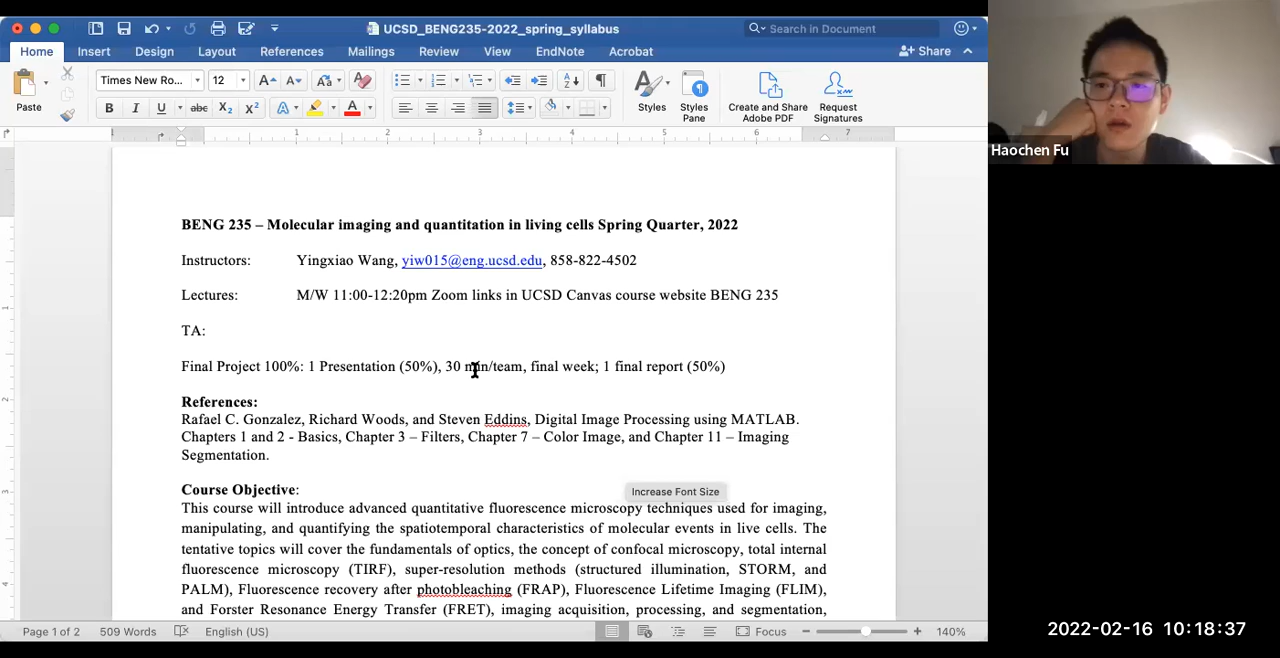 UCSD_BENG235-2022_spring_syllabus
Search in Document
Home Insert Design Layout References Mailings Review View EndNote Acrobat
Share
Times New Ro... 12
Paste
Styles
Styles Pane
Create and Share Adobe PDF
Request Signatures
Haochen Fu
BENG 235 – Molecular imaging and quantitation in living cells Spring Quarter, 2022
Instructors: Yingxiao Wang, yiw015@eng.ucsd.edu, 858-822-4502
Lectures: M/W 11:00-12:20pm Zoom links in UCSD Canvas course website BENG 235
TA:
Final Project 100%: 1 Presentation (50%), 30 min/team, final week; 1 final report (50%)
References:
Rafael C. Gonzalez, Richard Woods, and Steven Eddins, Digital Image Processing using MATLAB.
Chapters 1 and 2 - Basics, Chapter 3 – Filters, Chapter 7 – Color Image, and Chapter 11 – Imaging
Segmentation.
Course Objective:
Increase Font Size
This course will introduce advanced quantitative fluorescence microscopy techniques used for imaging,
manipulating, and quantifying the spatiotemporal characteristics of molecular events in live cells. The
tentative topics will cover the fundamentals of optics, the concept of confocal microscopy, total internal
fluorescence microscopy (TIRF), super-resolution methods (structured illumination, STORM, and
PALM), Fluorescence recovery after photobleaching (FRAP), Fluorescence Lifetime Imaging (FLIM),
and Forster Resonance Energy Transfer (FRET), imaging acquisition, processing, and segmentation,
Page 1 of 2 509 Words English (US) Focus 140%
2022-02-16 10:18:37